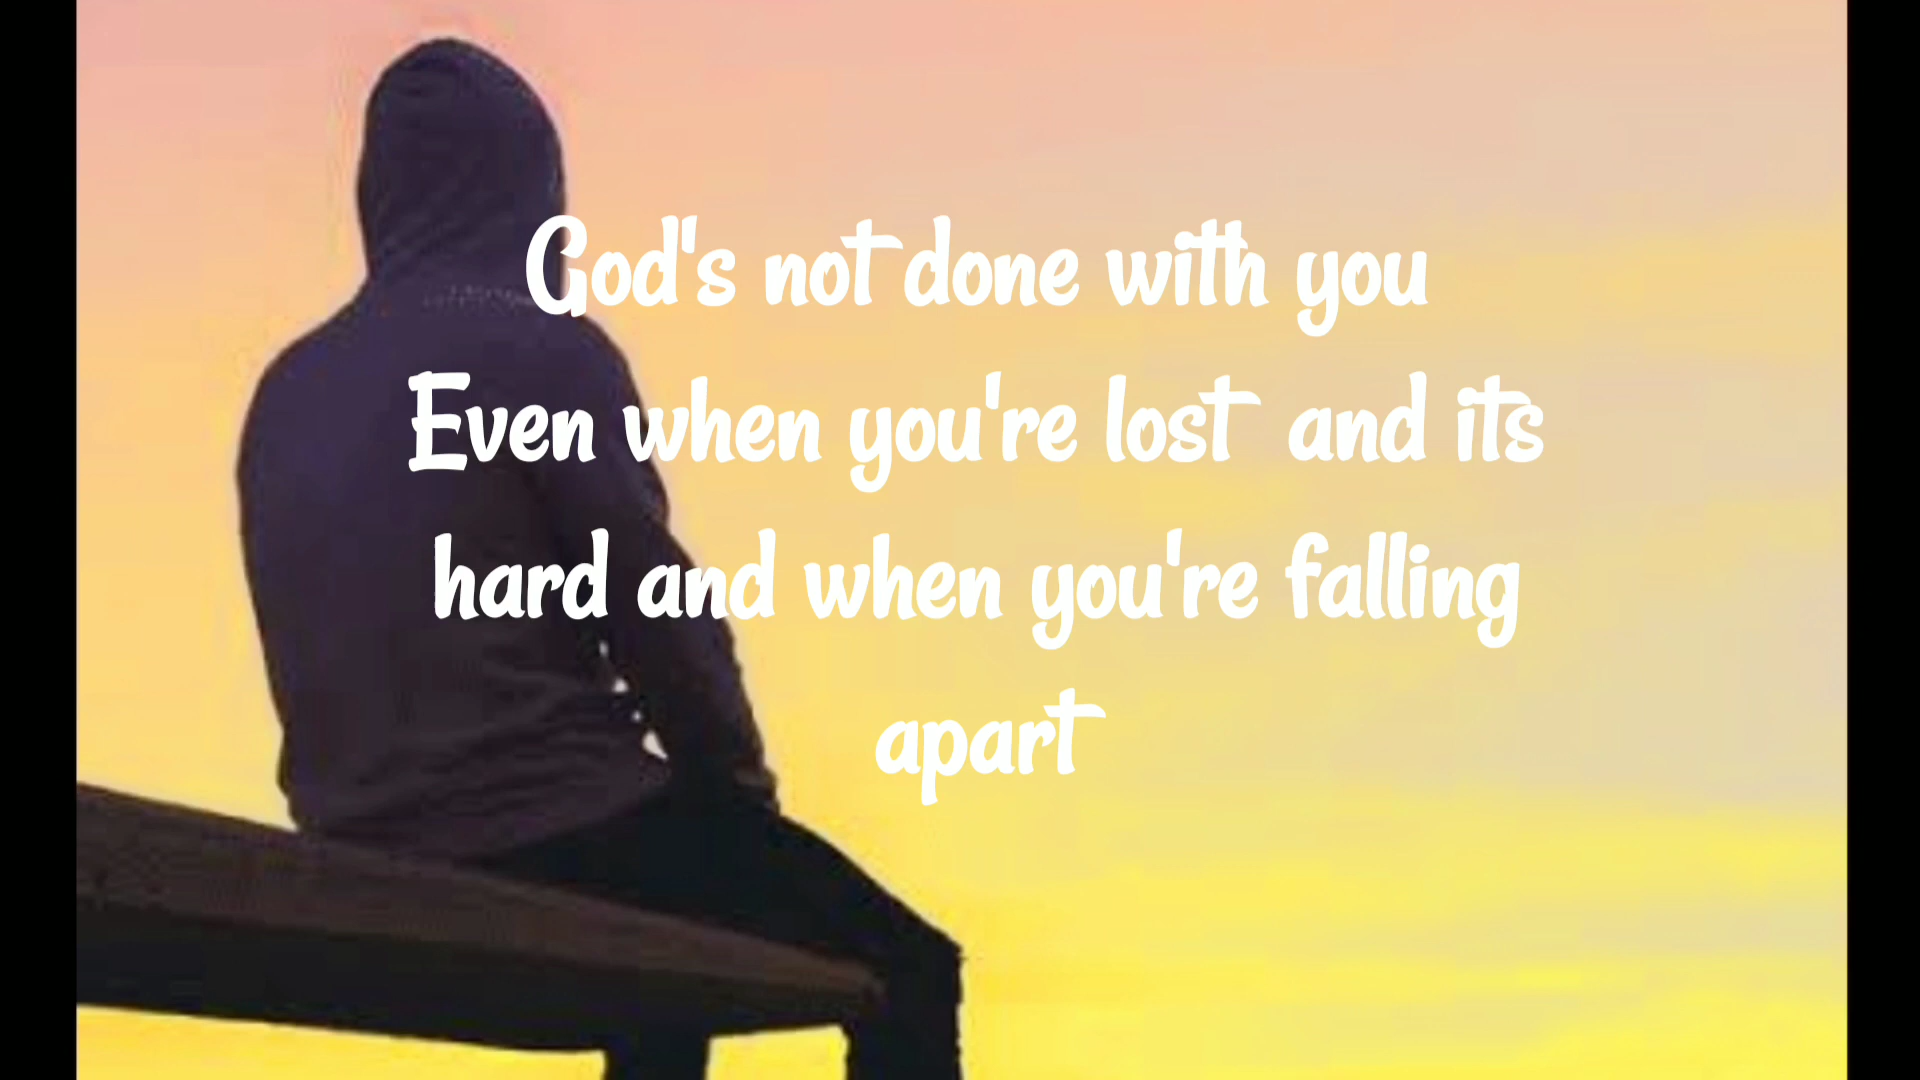 God's not done with you
Even when you're lost and its
hard and when you're falling
apart